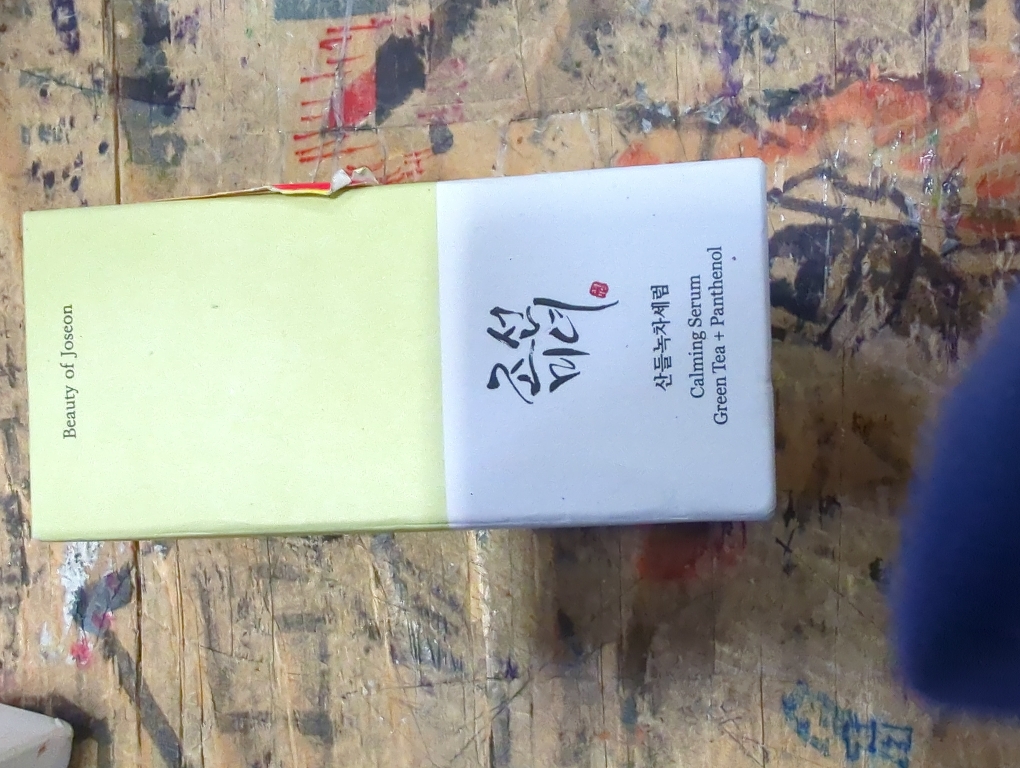 Beauty of Joseon
조선
미녀
산들녹차세럼
Calming Serum
Green Tea + Panthenol